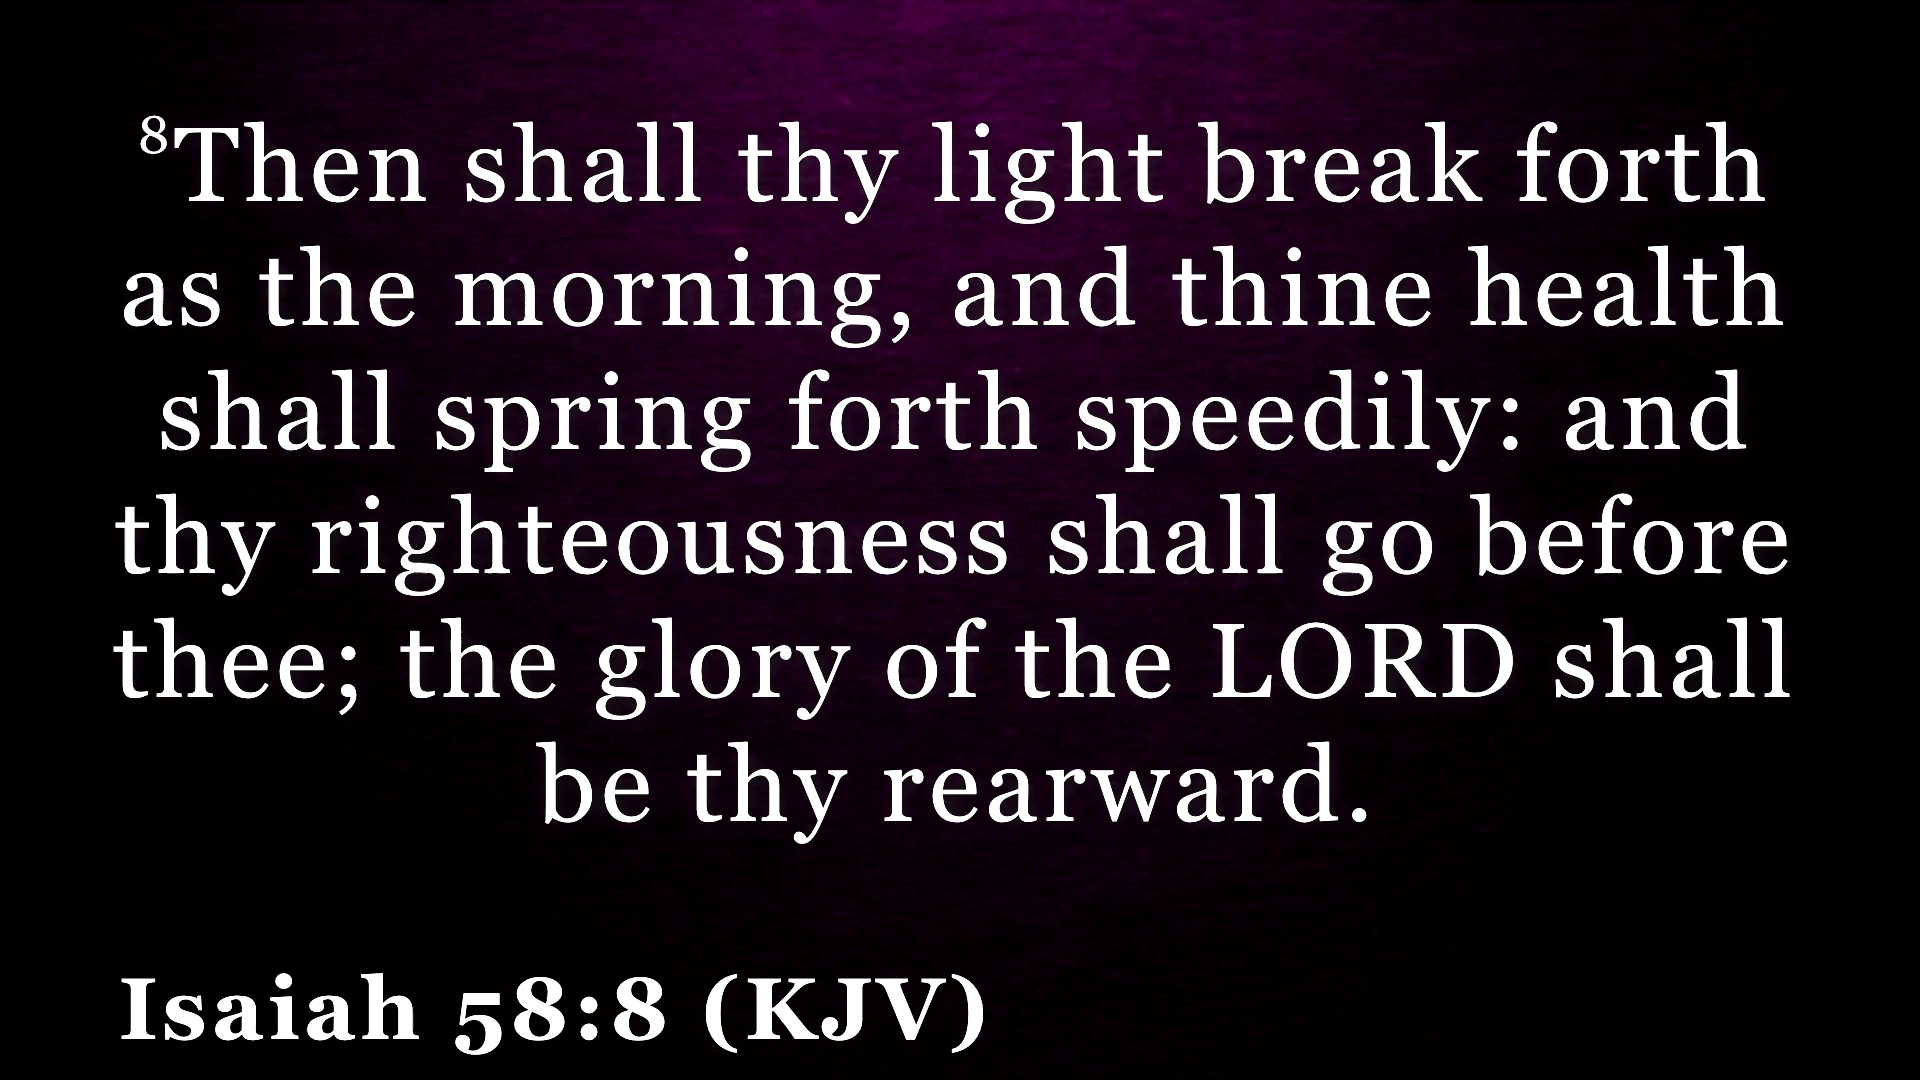 ⁸Then shall thy light break forth
as the morning, and thine health
shall spring forth speedily: and
thy righteousness shall go before
thee; the glory of the LORD shall
be thy rearward.
Isaiah 58:8 (KJV)